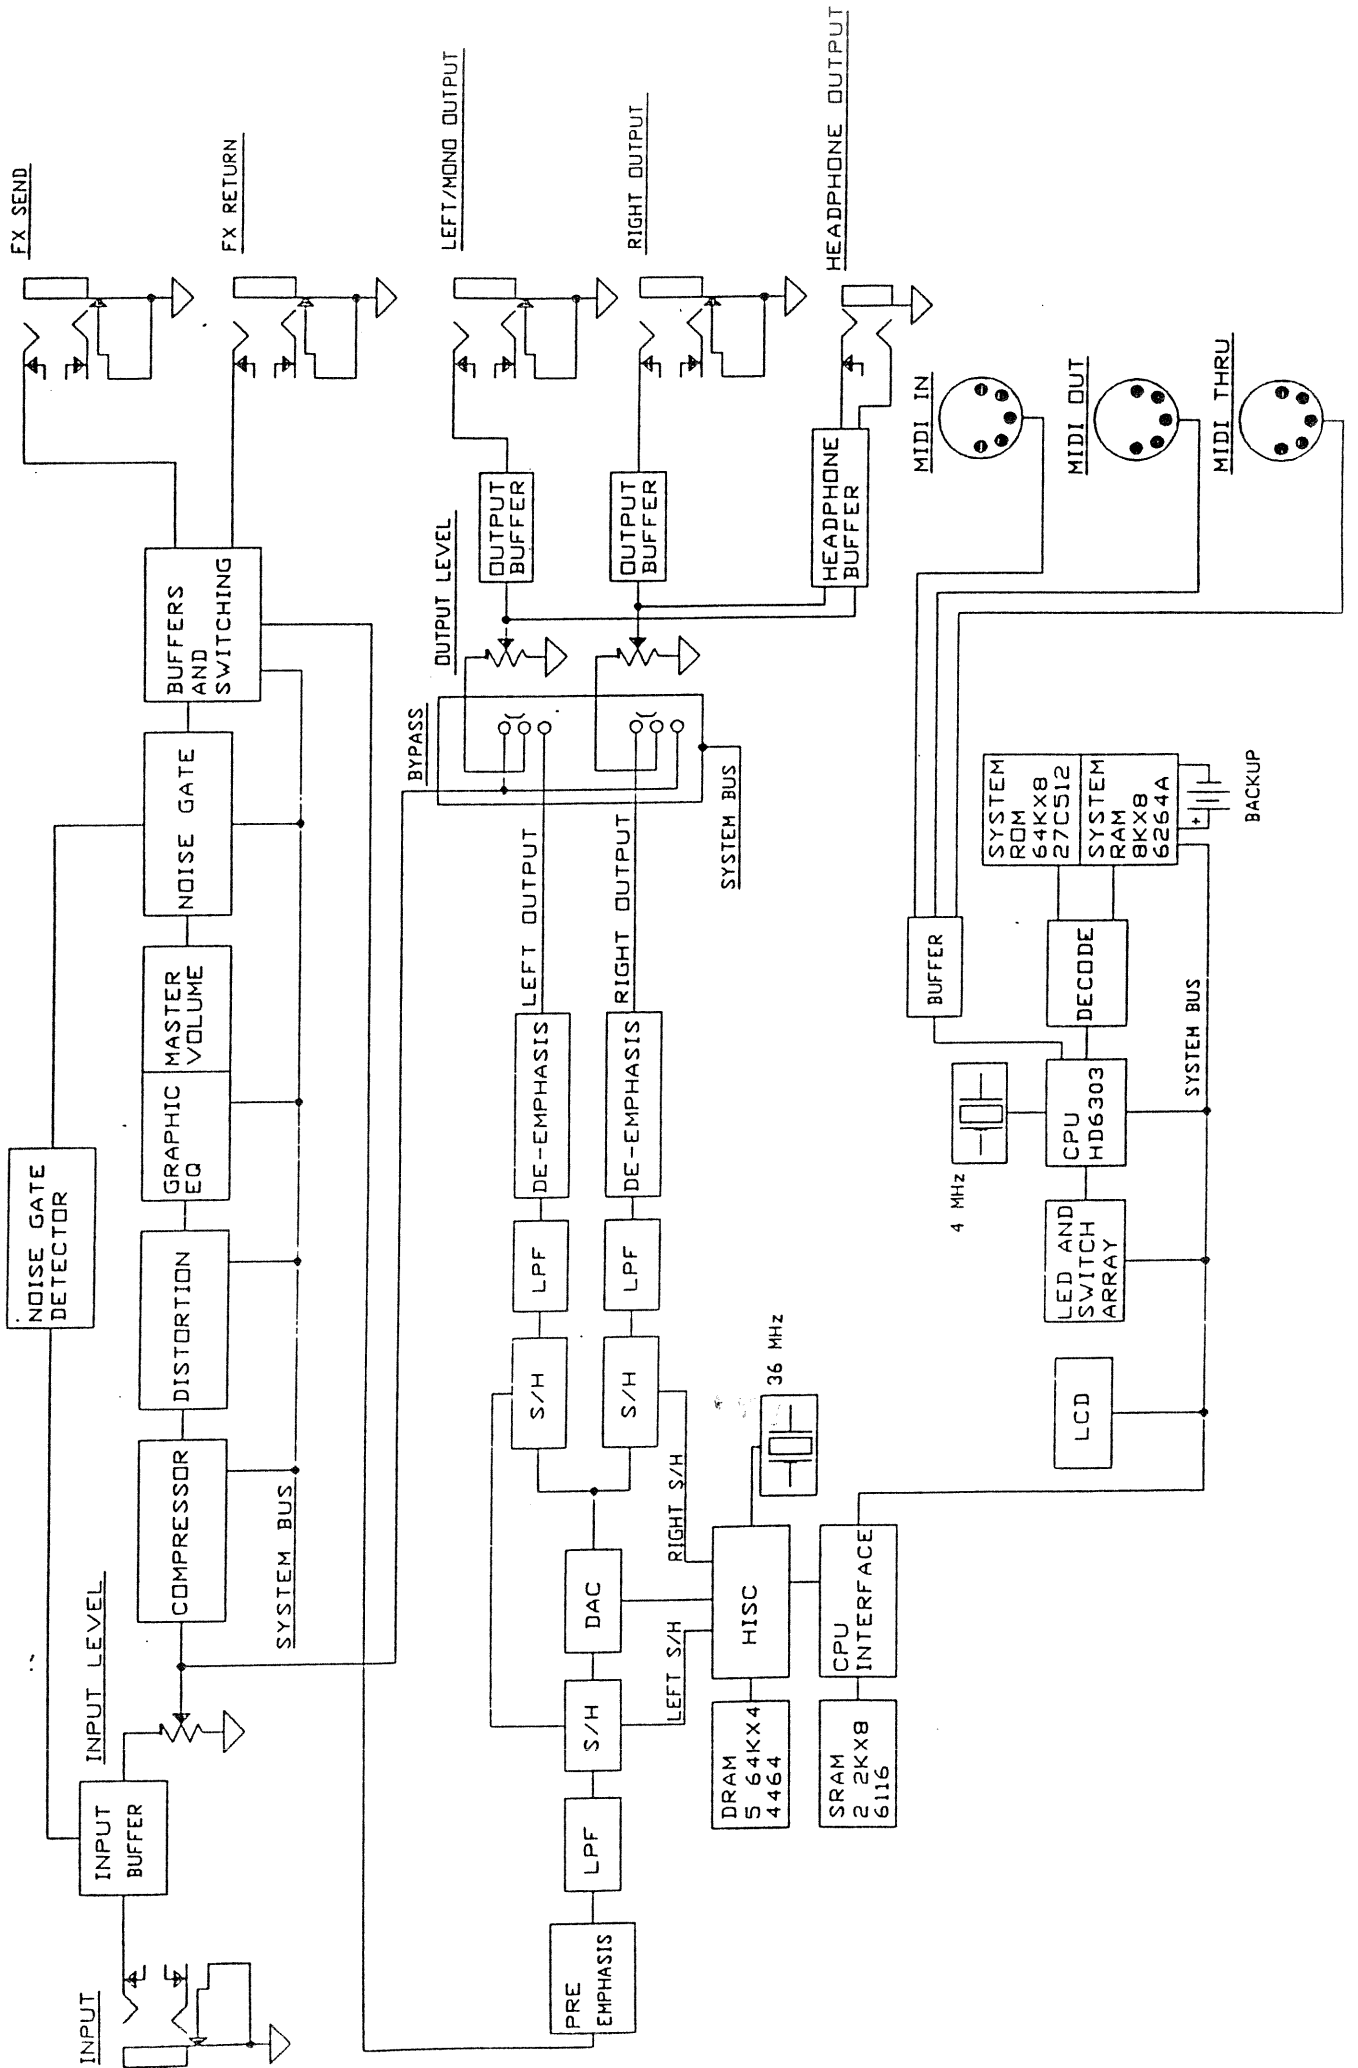 FX SEND
FX RETURN
LEFT/MONO OUTPUT
RIGHT OUTPUT
HEADPHONE OUTPUT
BUFFERS
AND
SWITCHING
NOISE GATE
MASTER
VOLUME
GRAPHIC
EQ
DISTORTION
COMPRESSOR
NOISE GATE
DETECTOR
SYSTEM BUS
INPUT LEVEL
INPUT
BUFFER
INPUT
OUTPUT LEVEL
OUTPUT
BUFFER
OUTPUT
BUFFER
HEADPHONE
BUFFER
BYPASS
SYSTEM BUS
LEFT OUTPUT
RIGHT OUTPUT
DE-EMPHASIS
DE-EMPHASIS
LPF
LPF
S/H
S/H
DAC
S/H
LPF
PRE
EMPHASIS
LEFT S/H
RIGHT S/H
36 MHz
HISC
CPU
INTERFACE
DRAM
5 64KX4
4464
SRAM
2 2KX8
6116
MIDI IN
MIDI OUT
MIDI THRU
BUFFER
DECODE
SYSTEM
ROM
64KX8
27C512
SYSTEM
RAM
8KX8
6264A
+
BACKUP
SYSTEM BUS
4 MHz
CPU
HD6303
LED AND
SWITCH
ARRAY
LCD